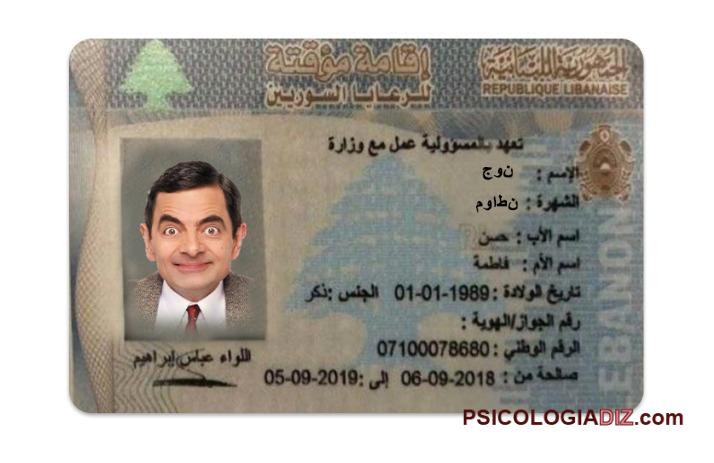 الجمهورية اللبنانية
REPUBLIQUE LIBANAISE
إقامة مؤقتة
للرعايا السوريين
تعهد بالمسؤولية عمل مع وزارة
الإسم : نوج
الشهرة : نطاوم
اسم الأب : حسن
اسم الأم : فاطمة
تاريخ الولادة : 1989-01-01 الجنس : ذكر
رقم الجواز/الهوية :
الرقم الوطني : 07100078680
صالحة من : 2018-09-06 إلى : 2019-09-05
اللواء عباس إبراهيم
LEBANON
PSICOLOGIADIZ.com